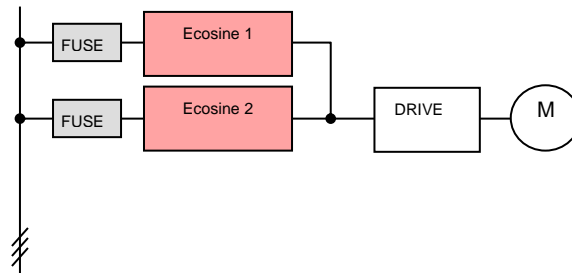 FUSE
Ecosine 1
FUSE
Ecosine 2
DRIVE
M